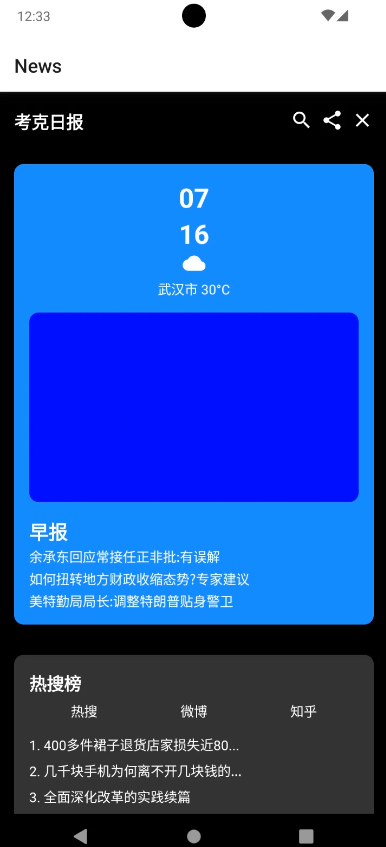 12:33
News
考克日报
07
16
武汉市 30°C
早报
余承东回应常接任正非批:有误解
如何扭转地方财政收缩态势?专家建议
美特勤局局长:调整特朗普贴身警卫
热搜榜
热搜 微博 知乎
1. 400多件裙子退货店家损失近80...
2. 几千块手机为何离不开几块钱的...
3. 全面深化改革的实践续篇